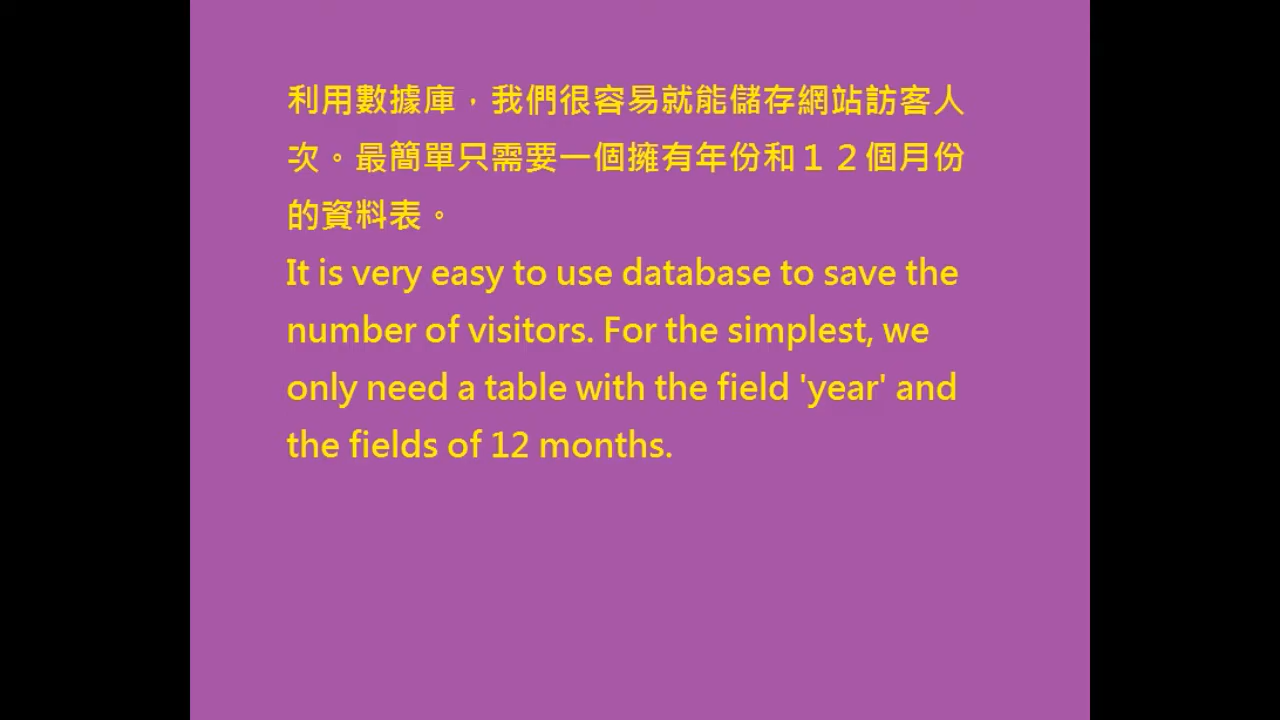 利用數據庫，我們很容易就能儲存網站訪客人
次。最簡單只需要一個擁有年份和１２個月份
的資料表。
It is very easy to use database to save the
number of visitors. For the simplest, we
only need a table with the field 'year' and
the fields of 12 months.